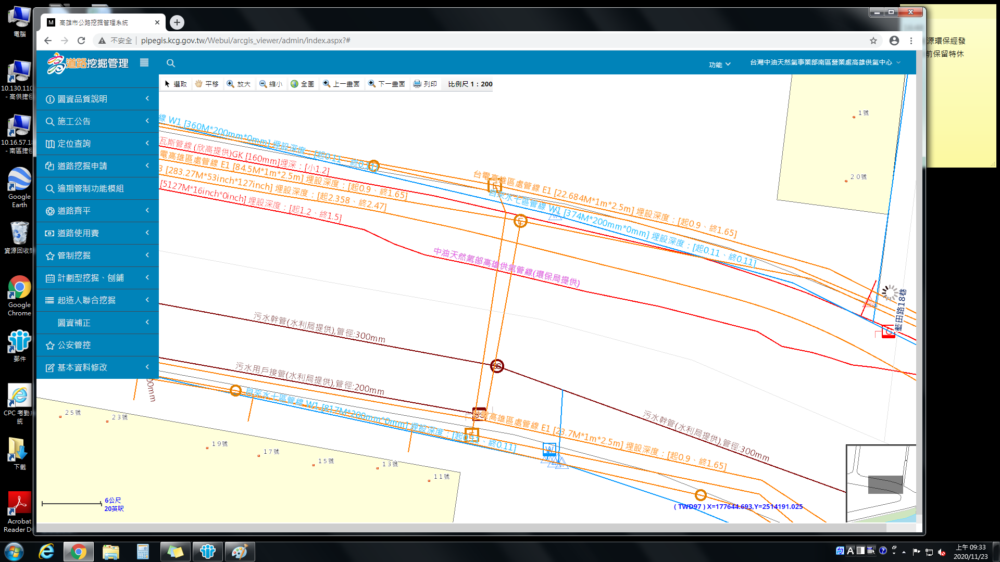 高雄市公路挖掘管理系統
不安全
pipegis.kcg.gov.tw/Webui/arcgis_viewer/admin/index.aspx?#
道路挖掘管理
功能
台灣中油天然氣事業部南區營業處高雄供氣中心
選取
平移
放大
縮小
全圖
上一畫面
下一畫面
列印
比例尺 1：200
圖資品質說明
施工公告
定位查詢
道路挖掘申請
逾期管制功能模組
道路齊平
道路使用費
管制挖掘
計劃型挖掘、刨鋪
起造人聯合挖掘
圖資補正
公安管控
基本資料修改
線 W1 [360M*200mm*0mm] 埋設深度：[起0.11、終0.11]
瓦斯管線 (欣高提供)GK [160mm]埋深：[小1.2]
電高雄區處管線 E1 [84.5M*1m*2.5m] 埋設深度：[起0.9、終1.65]
3 [283.27M*53inch*127inch] 埋設深度：[起2.358、終2.47]
[5127M*16inch*0inch] 埋設深度：[起1.2、終1.5]
台電高雄區處管線 E1 [22.684M*1m*2.5m] 埋設深度：[起0.9、終1.65]
E
自來水七區管線 W1 [374M*200mm*0mm] 埋設深度：[起0.11、終0.11]
E
中油天然氣部高雄供氣管線(環保局提供)
1號
20號
藍田路18巷
G
污水幹管(水利局提供),管徑:300mm
污水用戶接管(水利局提供),管徑:200mm
00mm
自來水七區管線 W1 [817M*200mm*0mm] 埋設深度：[起0.11、終0.11]
高雄區處管線 E1 [23.7M*1m*2.5m] 埋設深度：[起0.9、終1.65]
E
W
污水幹管(水利局提供),管徑:300mm
25號
23號
19號
17號
15號
13號
11號
6公尺
20英呎
( TWD97 ) X=177644.693,Y=2514191.025
電腦
10.130.110
- 高供捷徑
10.16.57.18
- 南區捷徑
Google
Earth
資源回收筒
Google
Chrome
郵件
CPC 考勤系
統
下載
Acrobat
Reader D
源環保經發
前保留特休
上午 09:33
2020/11/23